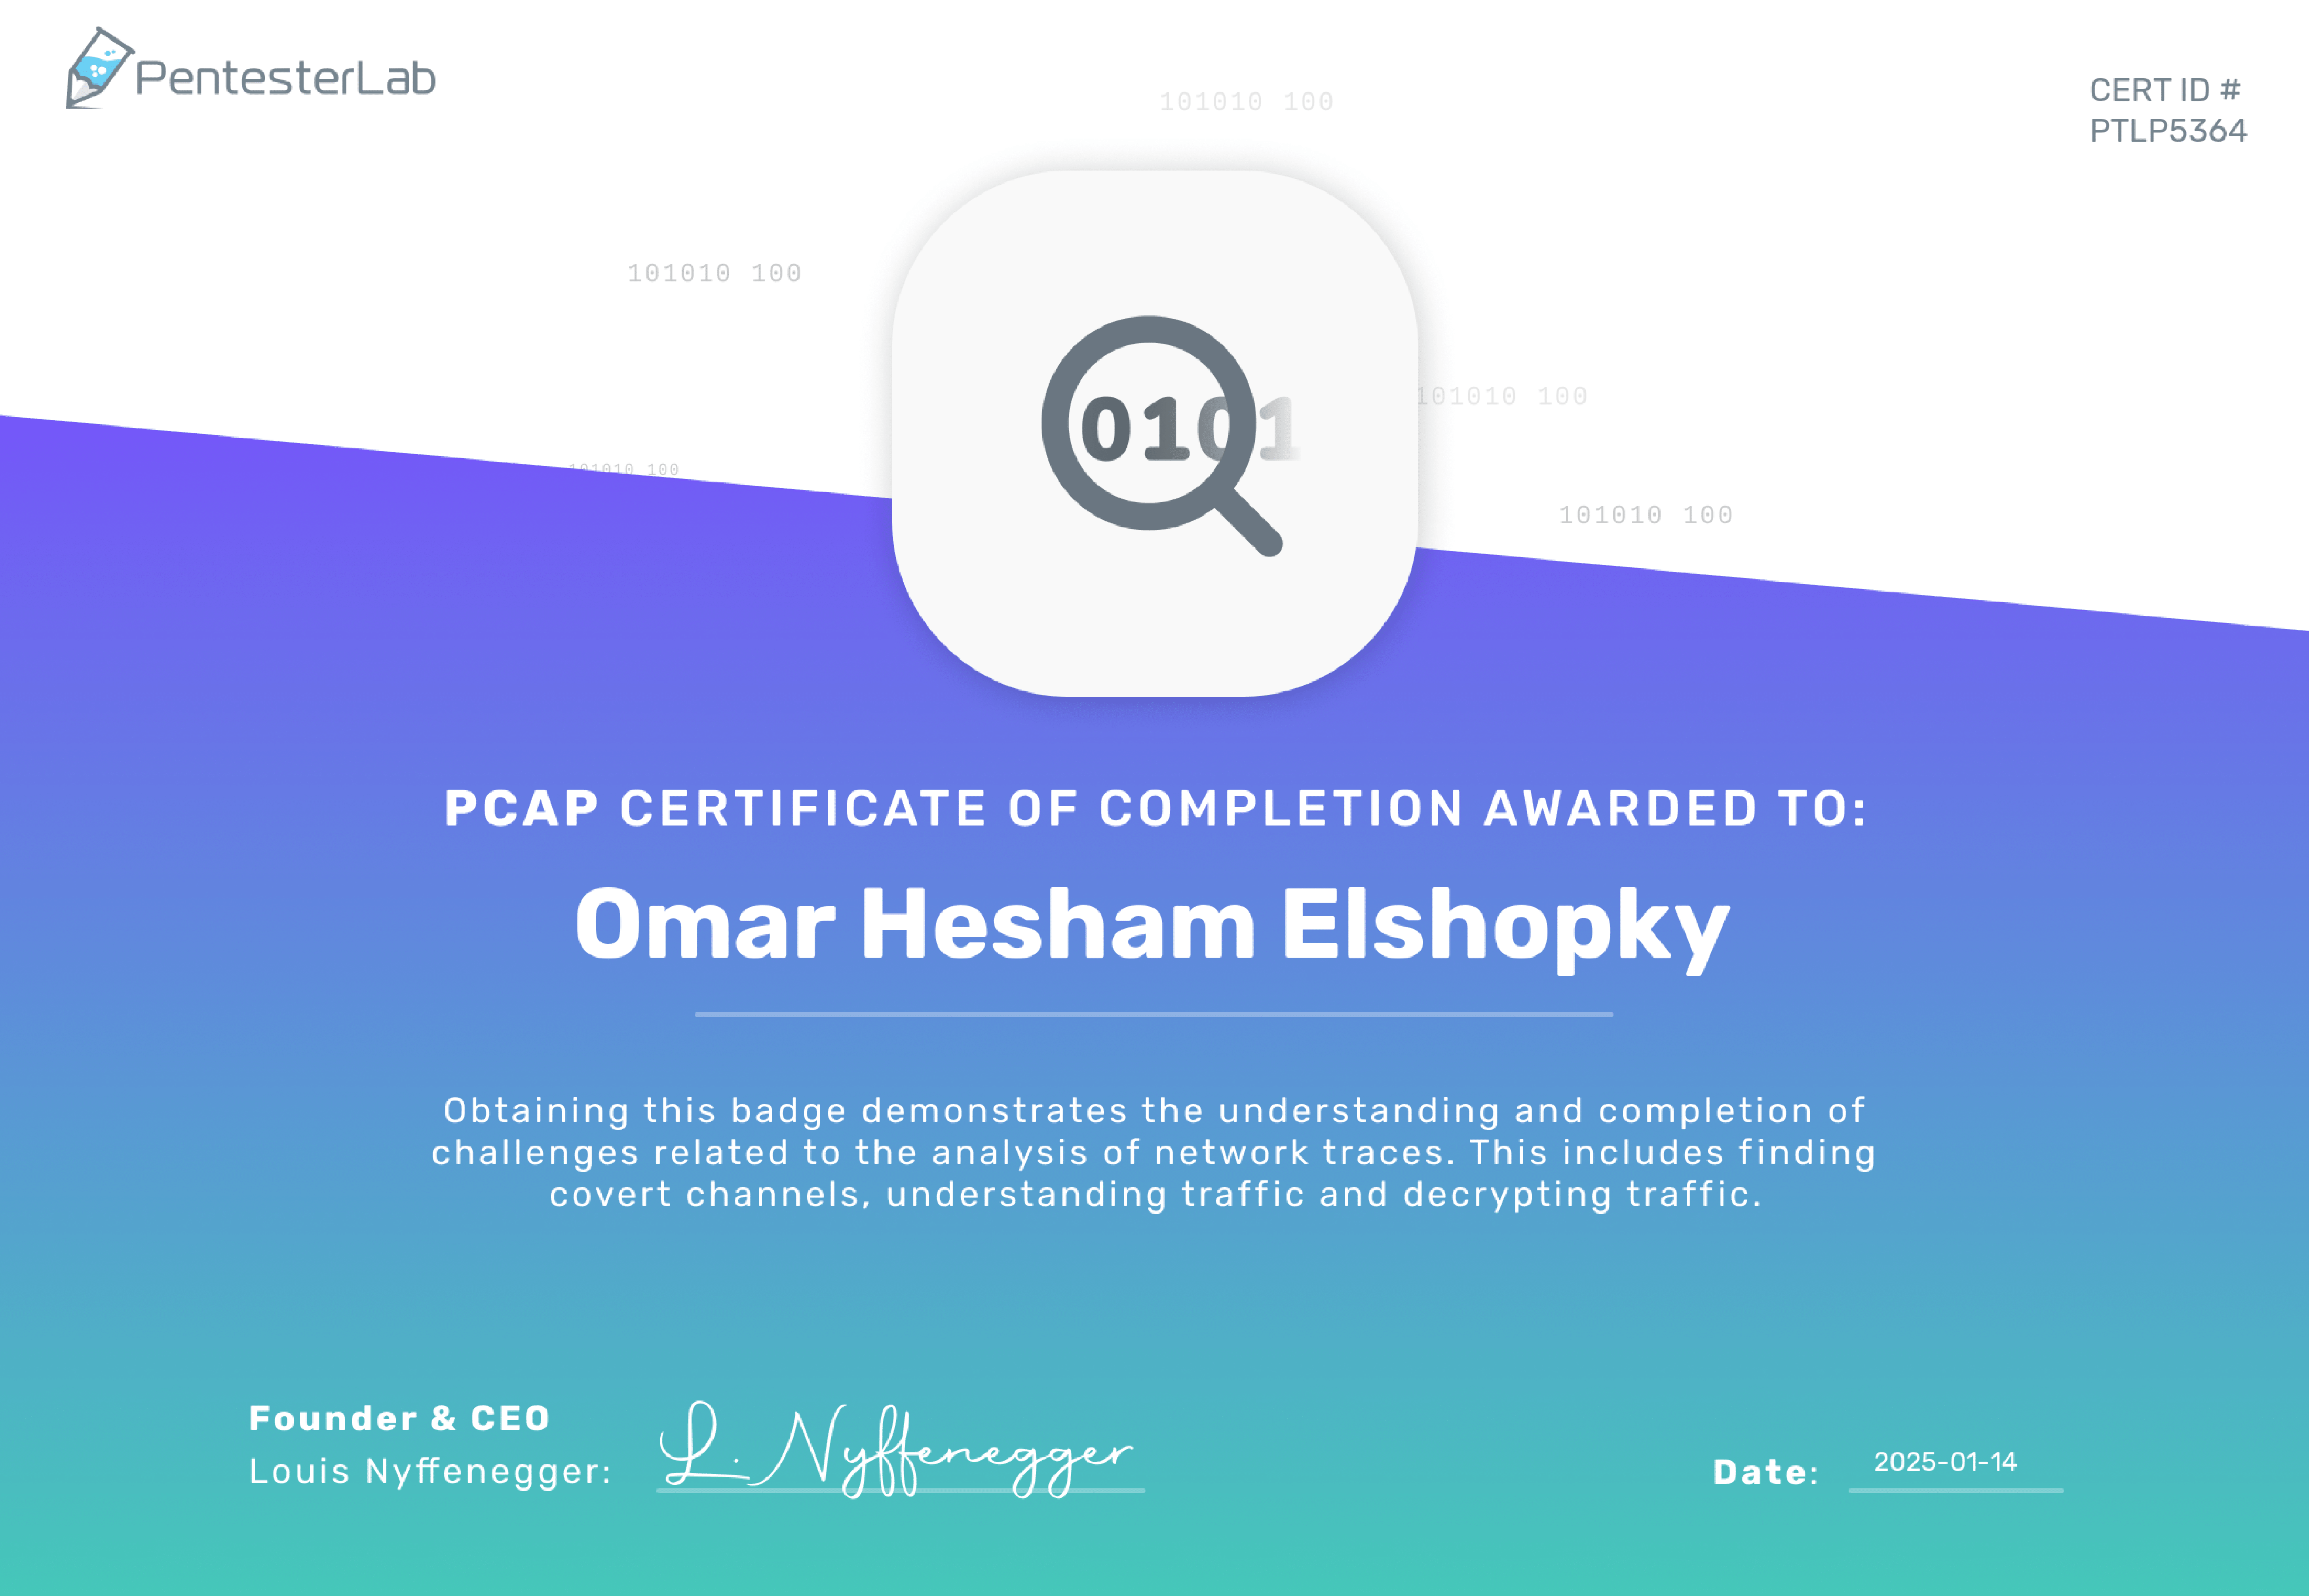 PentesterLab
CERT ID #
PTLP5364
101010 100
101010 100
101010 100
0101
101010 100
101010 100
PCAP CERTIFICATE OF COMPLETION AWARDED TO:
Omar Hesham Elshopky
Obtaining this badge demonstrates the understanding and completion of
challenges related to the analysis of network traces. This includes finding
covert channels, understanding traffic and decrypting traffic.
Founder & CEO
Louis Nyffenegger:
L. Nyffenegger
Date:
2025-01-14